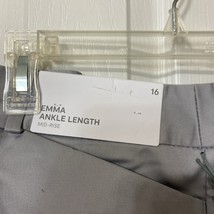 16
EMMA
ANKLE LENGTH
MID-RISE